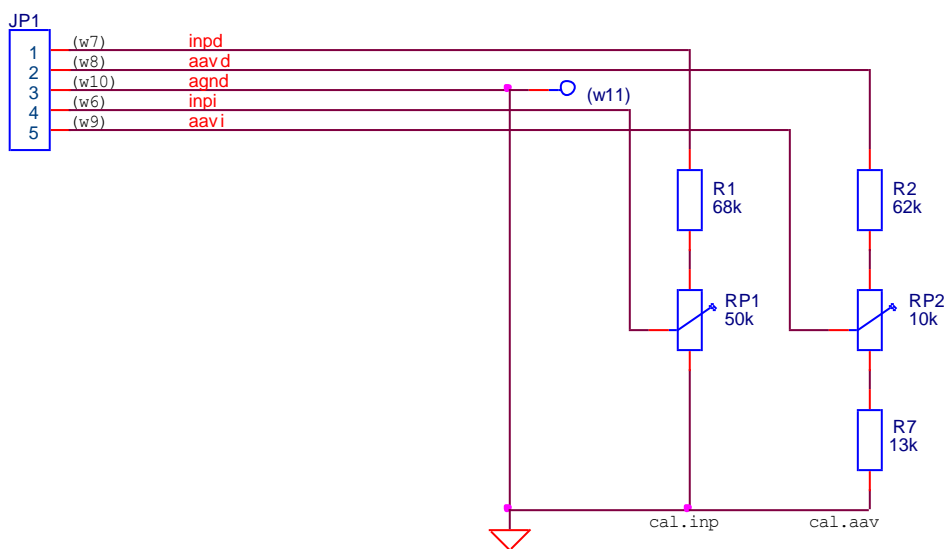 JP1
1 (w7) inpd
2 (w8) aavd
3 (w10) agnd
4 (w6) inpi
5 (w9) aavi
(w11)
R1
68k
R2
62k
RP1
50k
RP2
10k
R7
13k
cal.inp
cal.aav